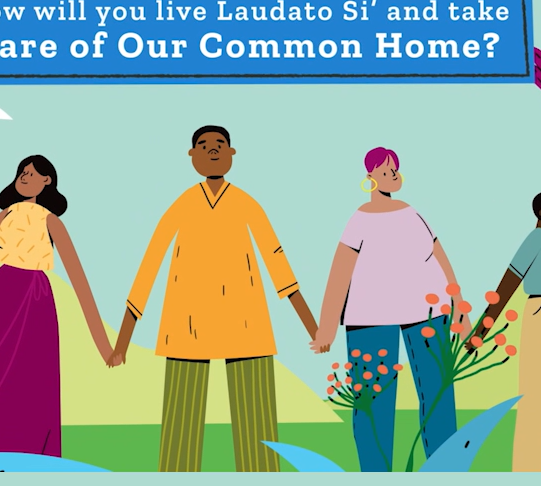 ow will you live Laudato Si’ and take
are of Our Common Home?